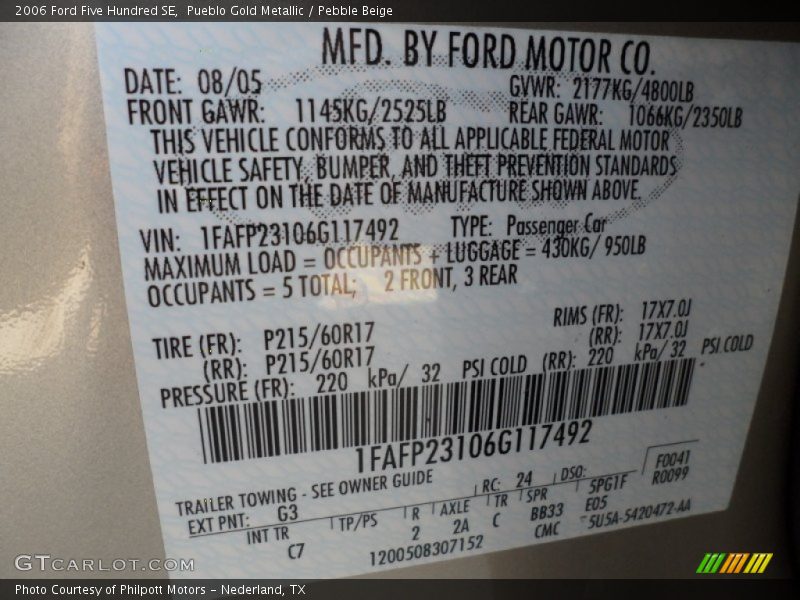 2006 Ford Five Hundred SE,  Pueblo Gold Metallic / Pebble Beige
MFD. BY FORD MOTOR CO.
DATE: 08/05 GVWR: 2177KG/4800LB
FRONT GAWR: 1145KG/2525LB REAR GAWR: 1066KG/2350LB
THIS VEHICLE CONFORMS TO ALL APPLICABLE FEDERAL MOTOR
VEHICLE SAFETY, BUMPER, AND THEFT PREVENTION STANDARDS
IN EFFECT ON THE DATE OF MANUFACTURE SHOWN ABOVE.
VIN: 1FAFP23106G117492 TYPE: Passenger Car
MAXIMUM LOAD = OCCUPANTS + LUGGAGE = 430KG/ 950LB
OCCUPANTS = 5 TOTAL; 2 FRONT, 3 REAR
TIRE (FR): P215/60R17 RIMS (FR): 17X7.0J
(RR): P215/60R17 (RR): 17X7.0J
PRESSURE (FR): 220 kPa/ 32 PSI COLD (RR): 220 kPa/ 32 PSI COLD
1FAFP23106G117492
TRAILER TOWING - SEE OWNER GUIDE
EXT PNT: G3 RC: 24 DSO: F0041
R0099
INT TR TP/PS R AXLE TR SPR 5PG1F
C7 2 2A C BB33 E05
1200508307152 CMC 5U5A-5420472-AA
GTCARLOT.COM
Photo Courtesy of Philpott Motors – Nederland, TX